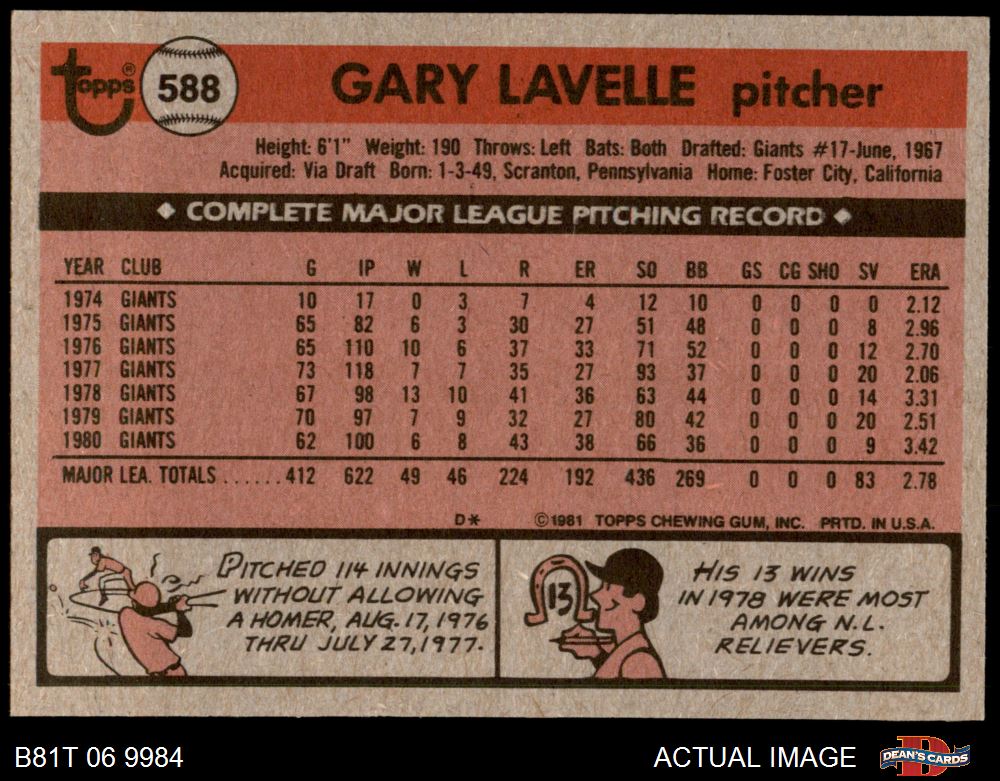 topps® 588 GARY LAVELLE pitcher
Height: 6'1" Weight: 190 Throws: Left Bats: Both Drafted: Giants #17-June, 1967
Acquired: Via Draft Born: 1-3-49, Scranton, Pennsylvania Home: Foster City, California
◆ COMPLETE MAJOR LEAGUE PITCHING RECORD ◆
YEAR CLUB G IP W L R ER SO BB GS CG SHO SV ERA
1974 GIANTS 10 17 0 3 7 4 12 10 0 0 0 0 2.12
1975 GIANTS 65 82 6 3 30 27 51 48 0 0 0 8 2.96
1976 GIANTS 65 110 10 6 37 33 71 52 0 0 0 12 2.70
1977 GIANTS 73 118 7 7 35 27 93 37 0 0 0 20 2.06
1978 GIANTS 67 98 13 10 41 36 63 44 0 0 0 14 3.31
1979 GIANTS 70 97 7 9 32 27 80 42 0 0 0 20 2.51
1980 GIANTS 62 100 6 8 43 38 66 36 0 0 0 9 3.42
MAJOR LEA. TOTALS ......412 622 49 46 224 192 436 269 0 0 0 83 2.78
D* ©1981 TOPPS CHEWING GUM, INC. PRTD. IN U.S.A.
PITCHED 114 INNINGS
WITHOUT ALLOWING
A HOMER, AUG. 17, 1976
THRU JULY 27, 1977.
13
HIS 13 WINS
IN 1978 WERE MOST
AMONG N.L.
RELIEVERS.
B81T 06 9984 ACTUAL IMAGE DEAN'S CARDS